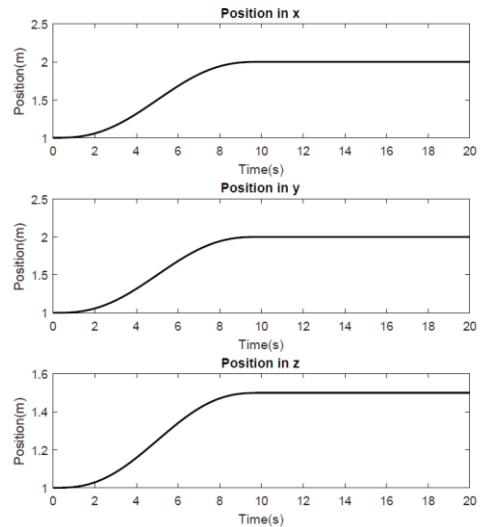 Position in x
2.5
2
1.5
1
Position(m)
0 2 4 6 8 10 12 14 16 18 20
Time(s)
Position in y
2.5
2
1.5
1
Position(m)
0 2 4 6 8 10 12 14 16 18 20
Time(s)
Position in z
1.6
1.4
1.2
1
Position(m)
0 2 4 6 8 10 12 14 16 18 20
Time(s)